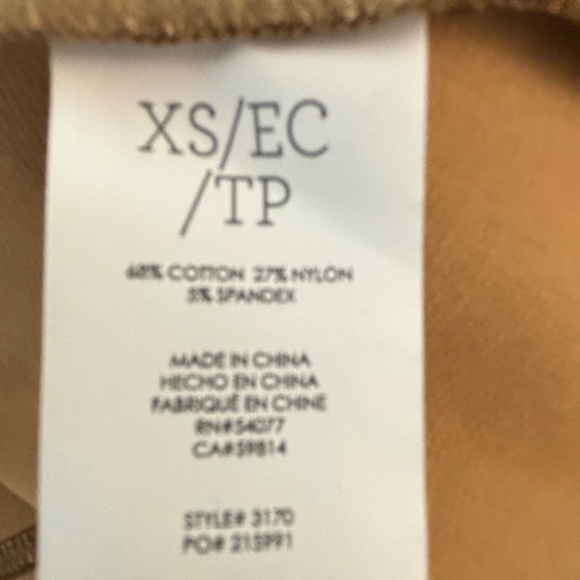 XS/EC
/TP
68% COTTON 27% NYLON
5% SPANDEX
MADE IN CHINA
HECHO EN CHINA
FABRIQUÉ EN CHINE
RN#54077
CA#59814
STYLE# 3170
PO# 215991